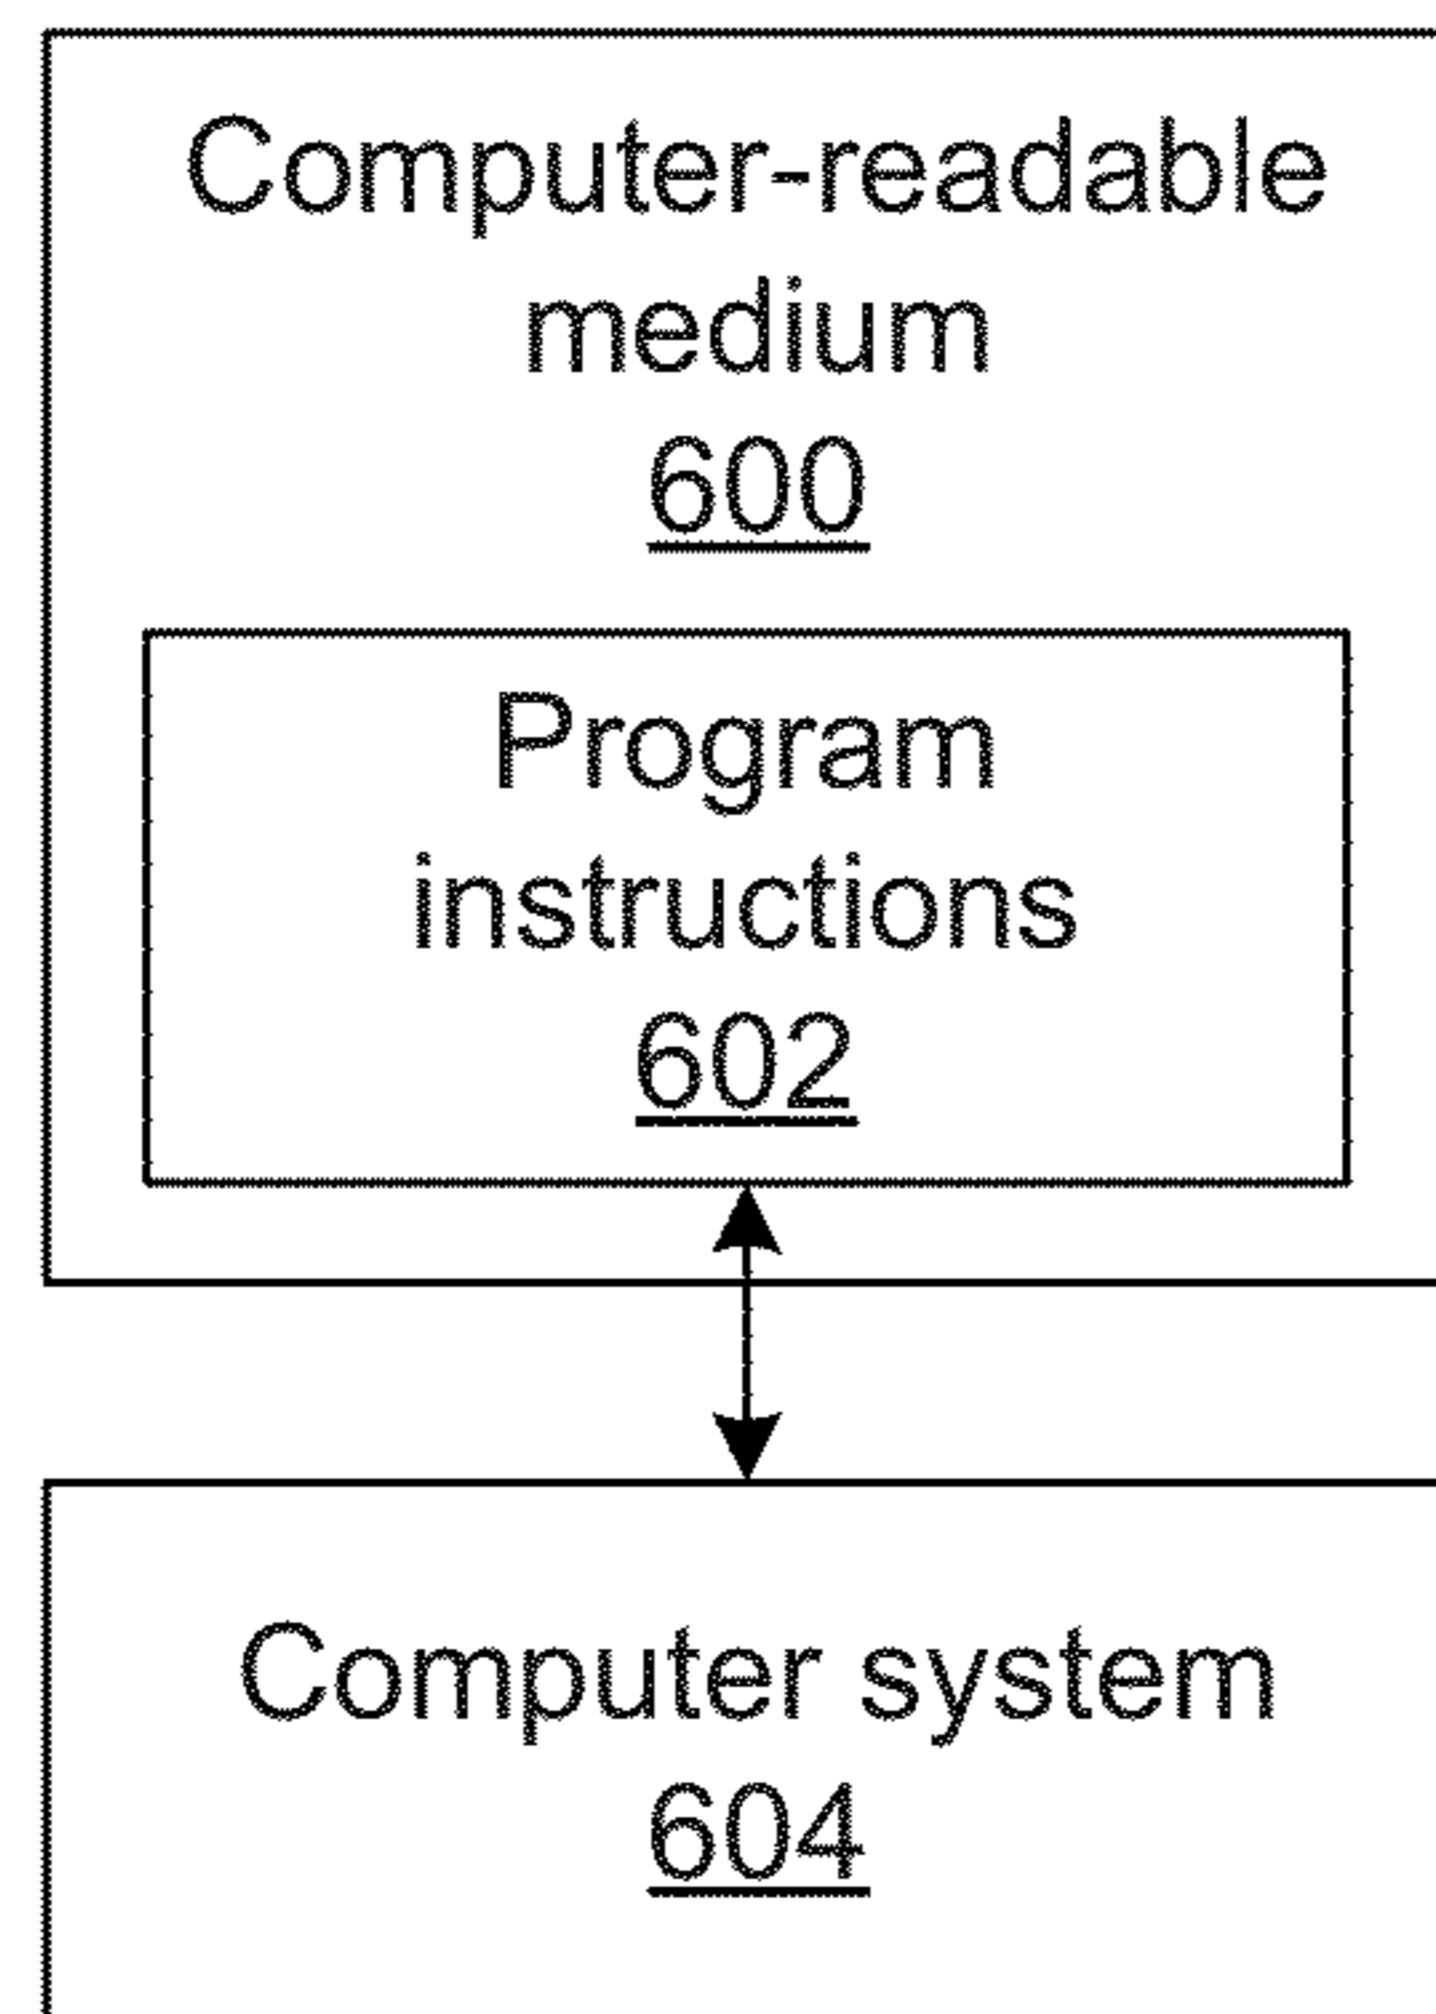 Computer-readable
medium
600
Program
instructions
602
Computer system
604